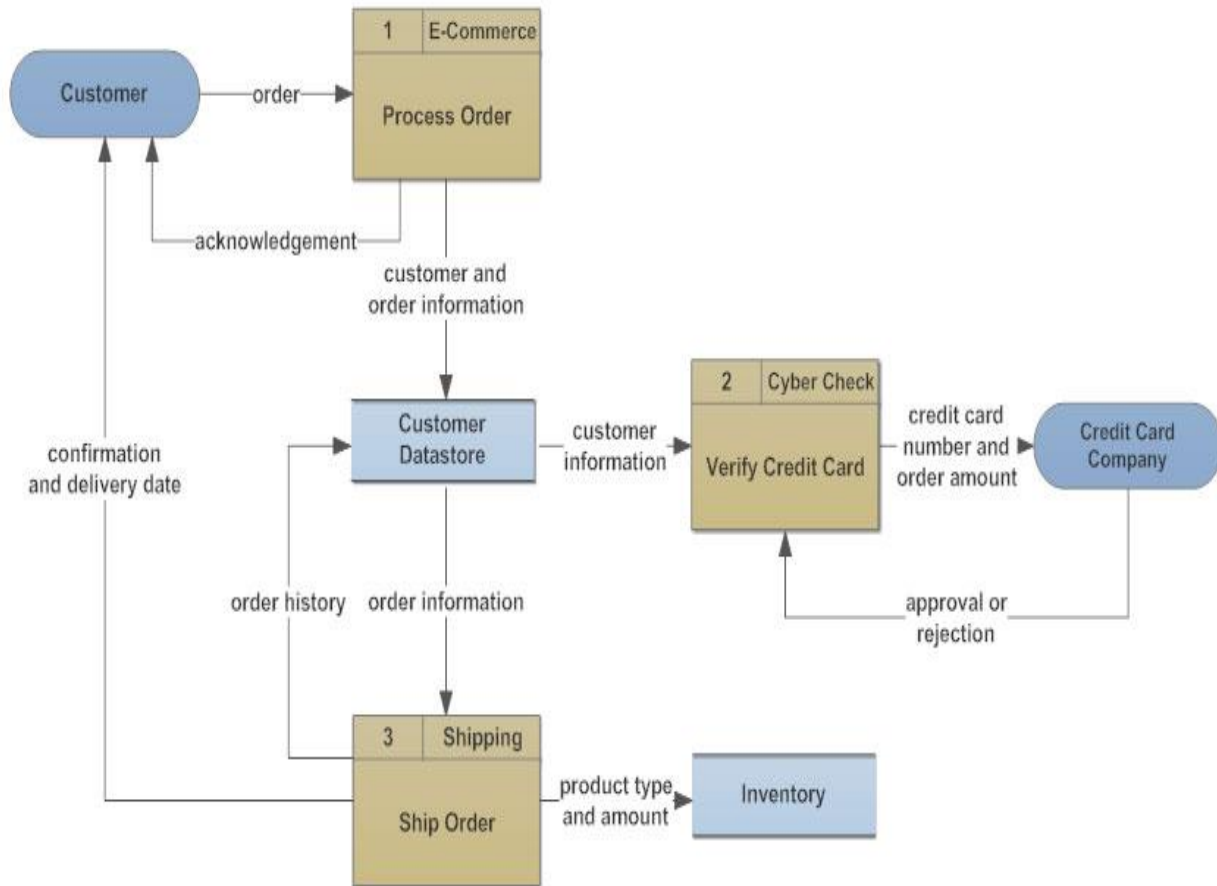 1 E-Commerce
Customer
order
Process Order
acknowledgement
customer and
order information
2 Cyber Check
Customer
Datastore
customer
information
Verify Credit Card
credit card
number and
order amount
Credit Card
Company
confirmation
and delivery date
order history
order information
approval or
rejection
3 Shipping
Ship Order
product type
and amount
Inventory